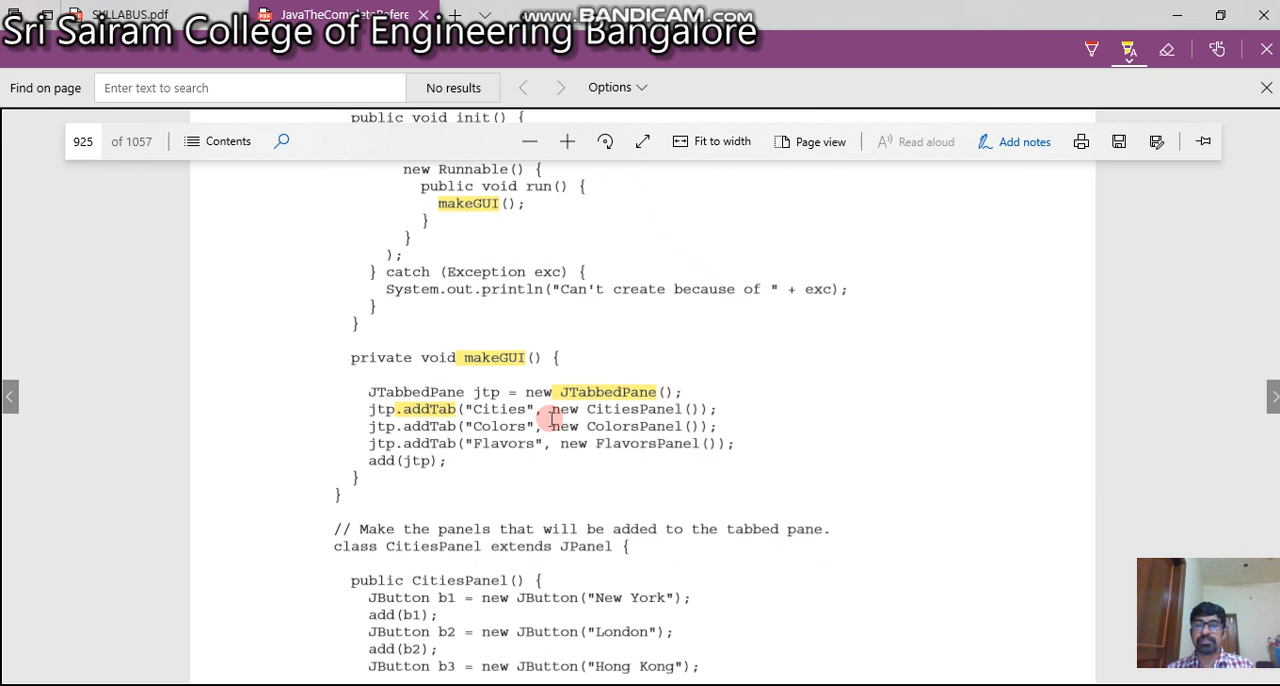 SYLLABUS.pdf
JavaTheCompleteRefere
www.BANDICAM.com
Sri Sairam College of Engineering Bangalore
Find on page
Enter text to search
No results
Options
public void init() {
925 of 1057
Contents
Fit to width
Page view
Read aloud
Add notes
new Runnable() {
public void run() {
makeGUI();
}
}
);
} catch (Exception exc) {
System.out.println("Can't create because of " + exc);
}
}
private void makeGUI() {
JTabbedPane jtp = new JTabbedPane();
jtp.addTab("Cities", new CitiesPanel());
jtp.addTab("Colors", new ColorsPanel());
jtp.addTab("Flavors", new FlavorsPanel());
add(jtp);
}
}
// Make the panels that will be added to the tabbed pane.
class CitiesPanel extends JPanel {
public CitiesPanel() {
JButton b1 = new JButton("New York");
add(b1);
JButton b2 = new JButton("London");
add(b2);
JButton b3 = new JButton("Hong Kong");